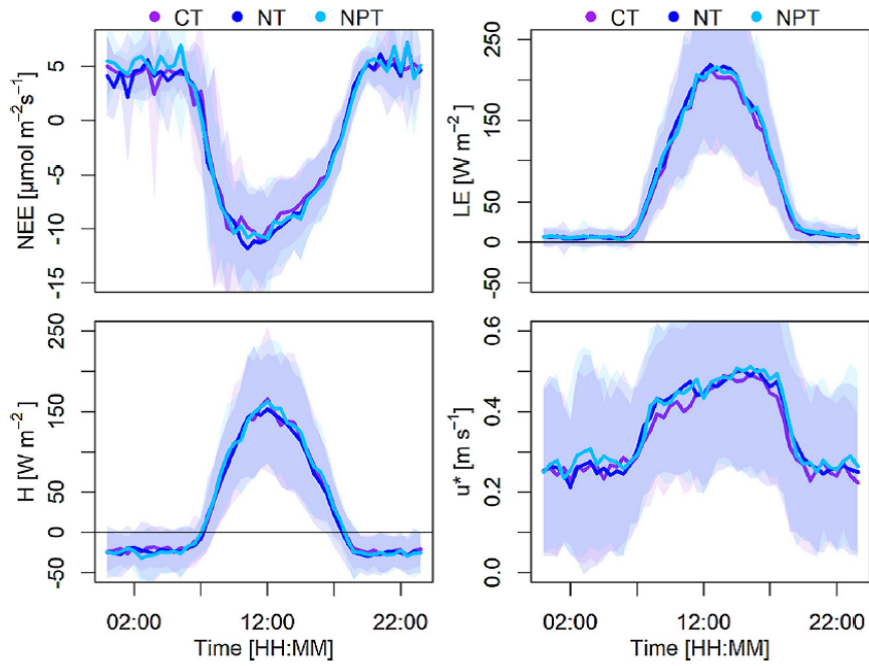 CT NT NPT
CT NT NPT
NEE [µmol m⁻²s⁻¹]
5
0
-5
-10
-15
LE [W m⁻²]
250
150
50
0
-50
H [W m⁻²]
250
150
50
0
-50
u* [m s⁻¹]
0.6
0.4
0.2
0.0
02:00 12:00 22:00
Time [HH:MM]
02:00 12:00 22:00
Time [HH:MM]